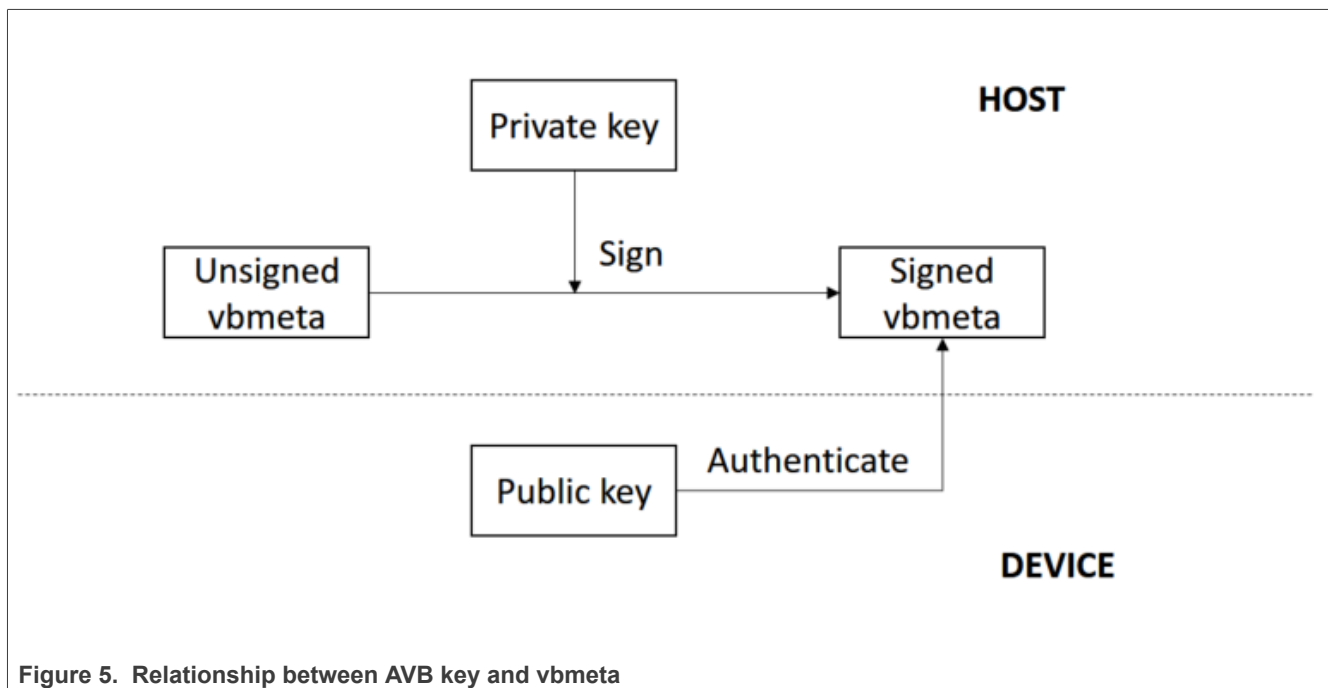 Private key
HOST
Sign
Unsigned
vbmeta
Signed
vbmeta
Public key
Authenticate
DEVICE
Figure 5. Relationship between AVB key and vbmeta